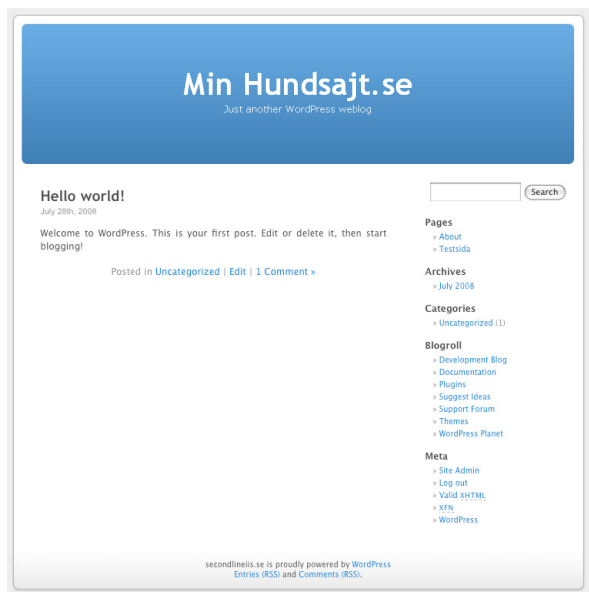 Min Hundsajt.se
Just another WordPress weblog
Hello world!
July 28th, 2008
Welcome to WordPress. This is your first post. Edit or delete it, then start
blogging!
Posted in Uncategorized | Edit | 1 Comment »
Search
Pages
» About
» Testsida
Archives
» July 2008
Categories
» Uncategorized (1)
Blogroll
» Development Blog
» Documentation
» Plugins
» Suggest Ideas
» Support Forum
» Themes
» WordPress Planet
Meta
» Site Admin
» Log out
» Valid XHTML
» XFN
» WordPress
secondlineiis.se is proudly powered by WordPress
Entries (RSS) and Comments (RSS).